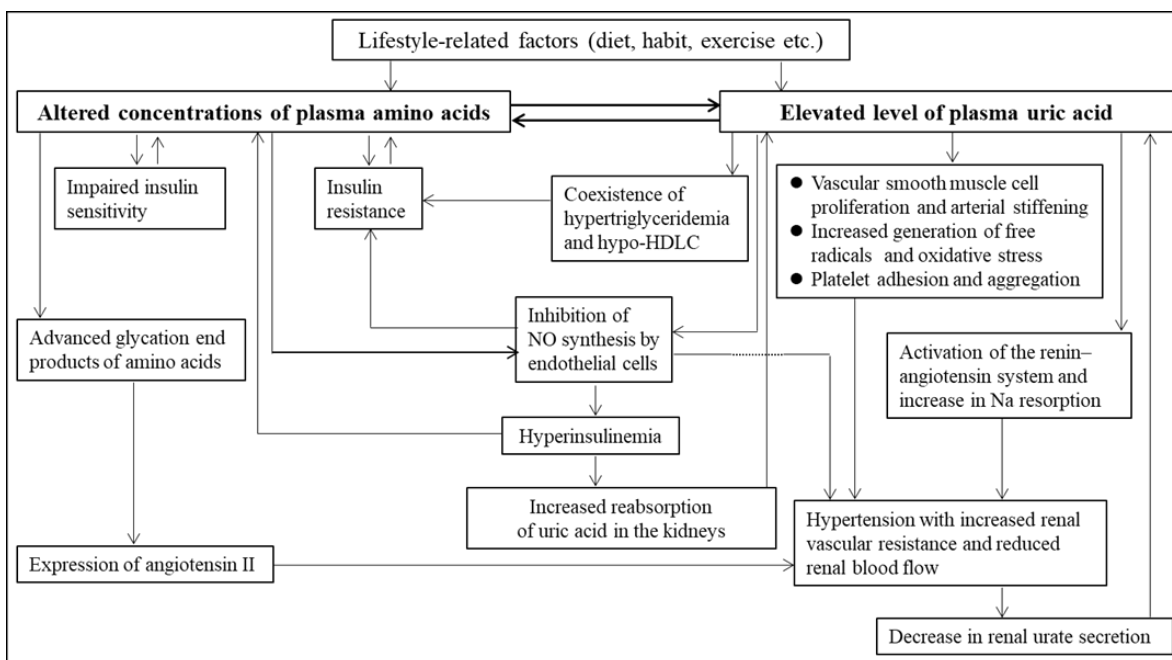 Lifestyle-related factors (diet, habit, exercise etc.)
Altered concentrations of plasma amino acids
Elevated level of plasma uric acid
Impaired insulin
sensitivity
Insulin
resistance
Coexistence of
hypertriglyceridemia
and hypo-HDLC
● Vascular smooth muscle cell
proliferation and arterial stiffening
● Increased generation of free
radicals and oxidative stress
● Platelet adhesion and aggregation
Advanced glycation end
products of amino acids
Inhibition of
NO synthesis by
endothelial cells
Activation of the renin–
angiotensin system and
increase in Na resorption
Hyperinsulinemia
Increased reabsorption
of uric acid in the kidneys
Hypertension with increased renal
vascular resistance and reduced
renal blood flow
Expression of angiotensin II
Decrease in renal urate secretion